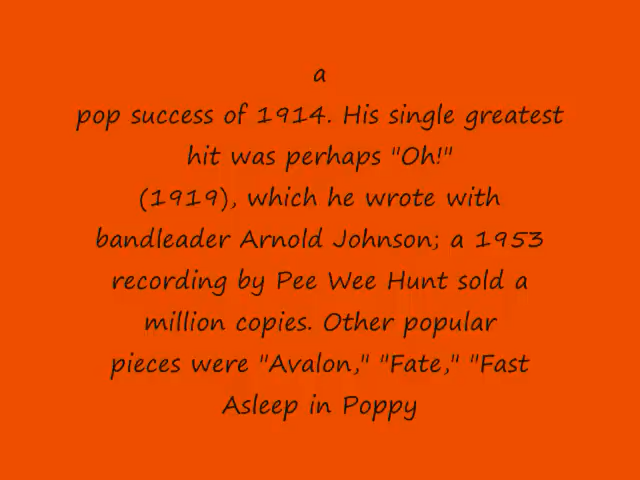 a
pop success of 1914. His single greatest
hit was perhaps "Oh!"
(1919), which he wrote with
bandleader Arnold Johnson; a 1953
recording by Pee Wee Hunt sold a
million copies. Other popular
pieces were "Avalon," "Fate," "Fast
Asleep in Poppy